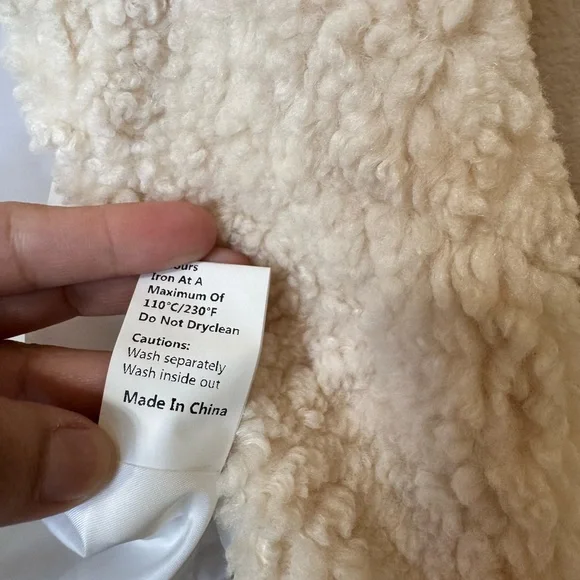 Iron At A
Maximum Of
110°C/230°F
Do Not Dryclean
Cautions:
Wash separately
Wash inside out
Made In China